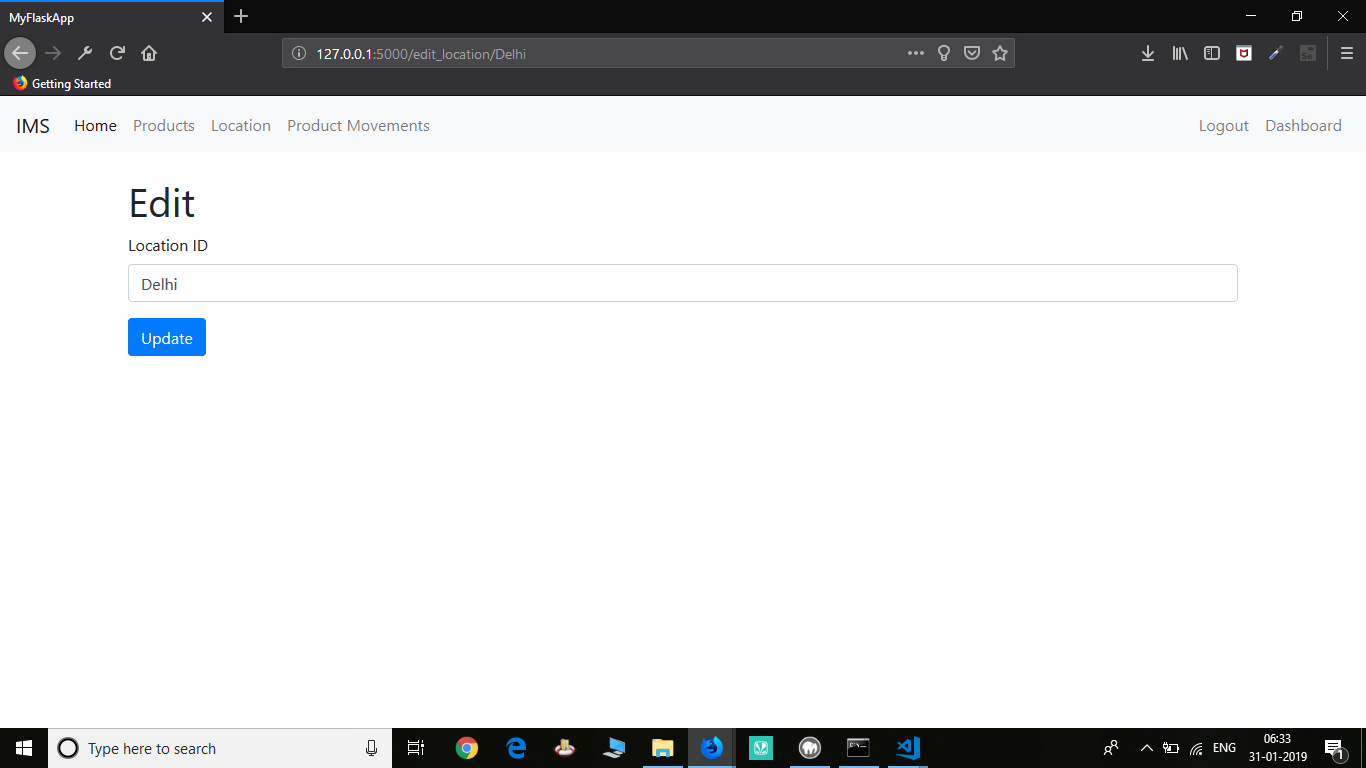 MyFlaskApp
127.0.0.1:5000/edit_location/Delhi
Getting Started
IMS Home Products Location Product Movements Logout Dashboard
Edit
Location ID
Delhi
Update
Type here to search
ENG
06:33
31-01-2019
1